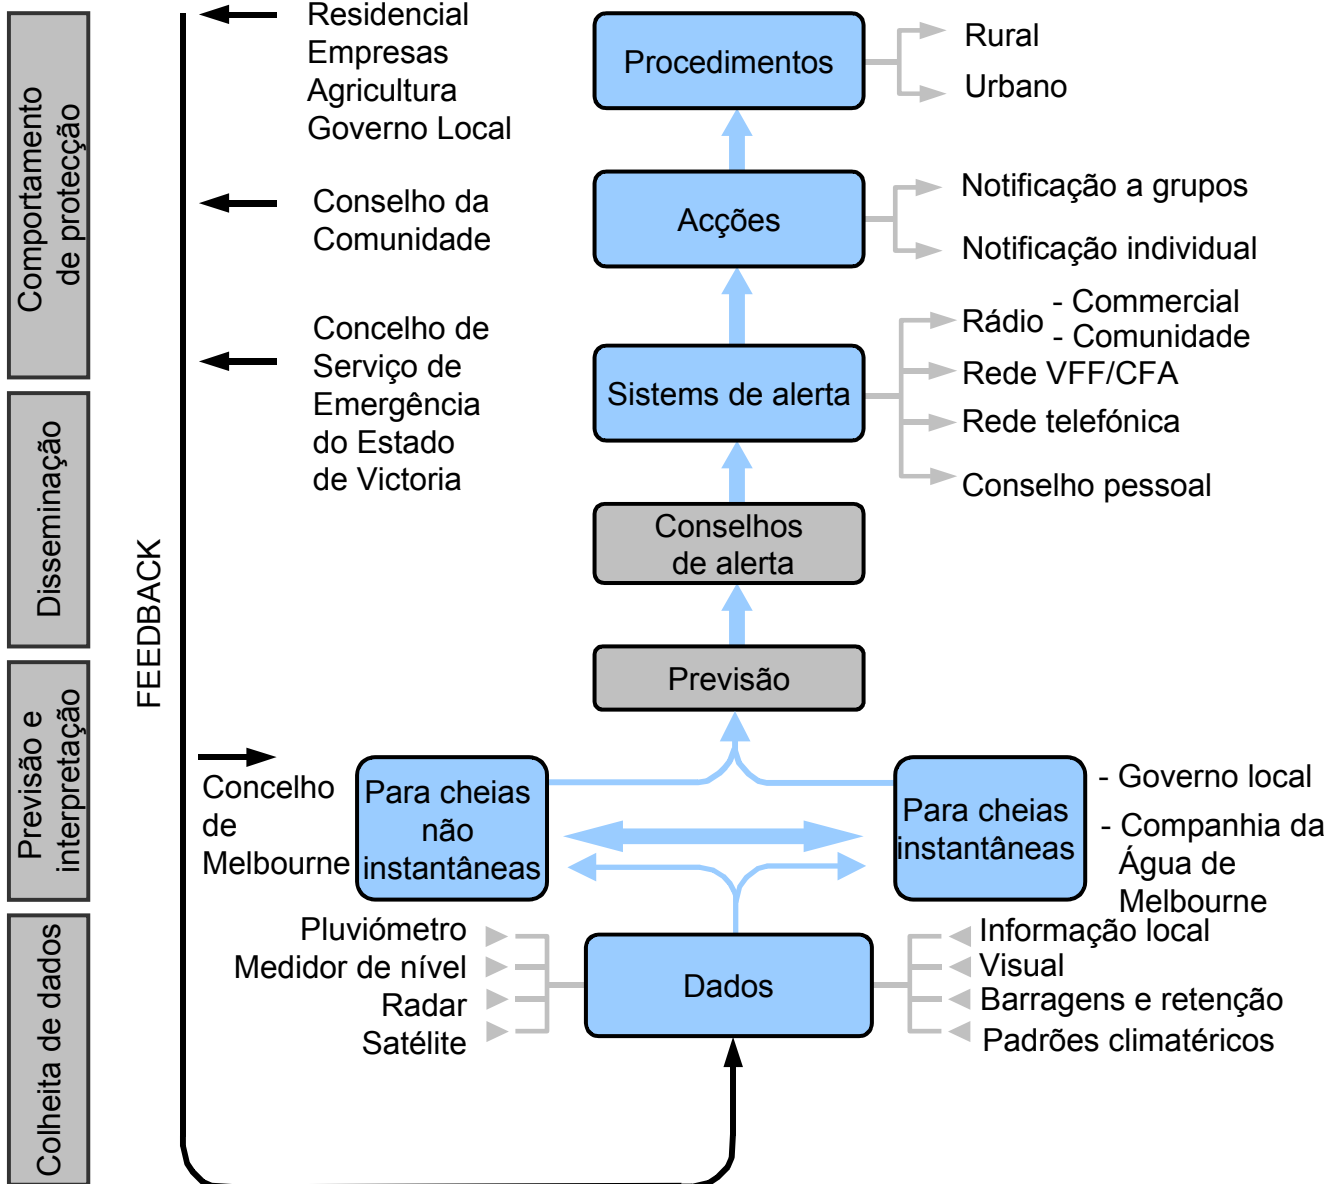 Comportamento
de protecção
Disseminação
Previsão e
interpretação
Colheita de dados
FEEDBACK
Residencial
Empresas
Agricultura
Governo Local
Conselho da
Comunidade
Concelho de
Serviço de
Emergência
do Estado
de Victoria
Concelho
de
Melbourne
Procedimentos
Rural
Urbano
Acções
Notificação a grupos
Notificação individual
Sistems de alerta
Rádio - Commercial
- Comunidade
Rede VFF/CFA
Rede telefónica
Conselho pessoal
Conselhos
de alerta
Previsão
Para cheias
não
instantâneas
Para cheias
instantâneas
- Governo local
- Companhia da
Água de
Melbourne
Pluviómetro
Medidor de nível
Radar
Satélite
Dados
Informação local
Visual
Barragens e retenção
Padrões climatéricos